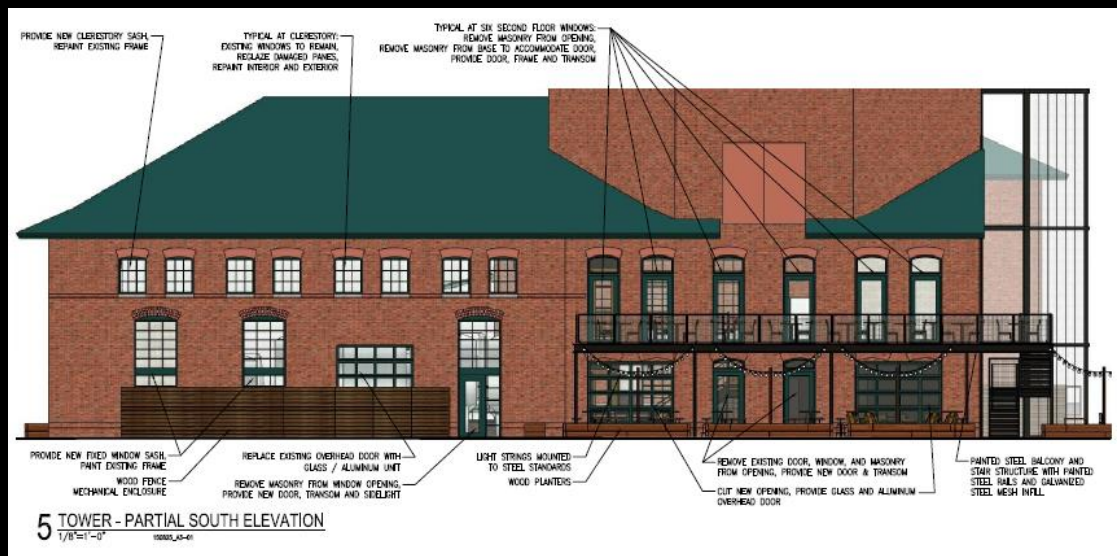 PROVIDE NEW CLERESTORY SASH,
REPAINT EXISTING FRAME
TYPICAL AT CLERESTORY:
EXISTING WINDOWS TO REMAIN,
REGLAZE DAMAGED PANES,
REPAINT INTERIOR AND EXTERIOR
TYPICAL AT SIX SECOND FLOOR WINDOWS:
REMOVE MASONRY FROM OPENING,
REMOVE MASONRY FROM BASE TO ACCOMMODATE DOOR,
PROVIDE DOOR, FRAME AND TRANSOM
PROVIDE NEW FIXED WINDOW SASH,
PAINT EXISTING FRAME
WOOD FENCE
MECHANICAL ENCLOSURE
REPLACE EXISTING OVERHEAD DOOR WITH
GLASS / ALUMINUM UNIT
REMOVE MASONRY FROM WINDOW OPENING,
PROVIDE NEW DOOR, TRANSOM AND SIDELIGHT
LIGHT STRINGS MOUNTED
TO STEEL STANDARDS
WOOD PLANTERS
REMOVE EXISTING DOOR, WINDOW, AND MASONRY
FROM OPENING, PROVIDE NEW DOOR & TRANSOM
CUT NEW OPENING, PROVIDE GLASS AND ALUMINUM
OVERHEAD DOOR
PAINTED STEEL BALCONY AND
STAIR STRUCTURE WITH PAINTED
STEEL RAILS AND GALVANIZED
STEEL MESH INFILL
5 TOWER - PARTIAL SOUTH ELEVATION
1/8"=1'-0"